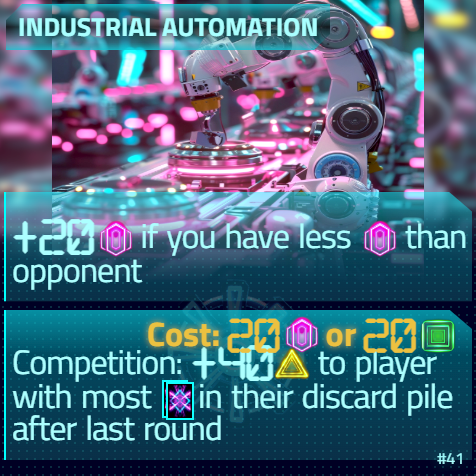 INDUSTRIAL AUTOMATION
+20 if you have less than
opponent
Cost: 20 or 20
Competition: +40 to player
with most in their discard pile
after last round
#41